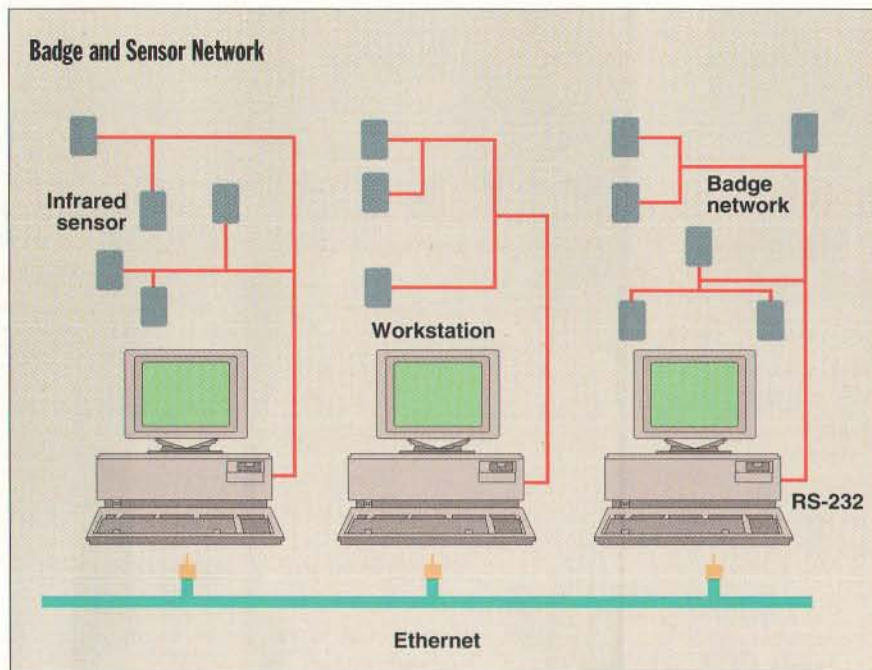 Badge and Sensor Network
Infrared
sensor
Badge
network
Workstation
RS-232
Ethernet